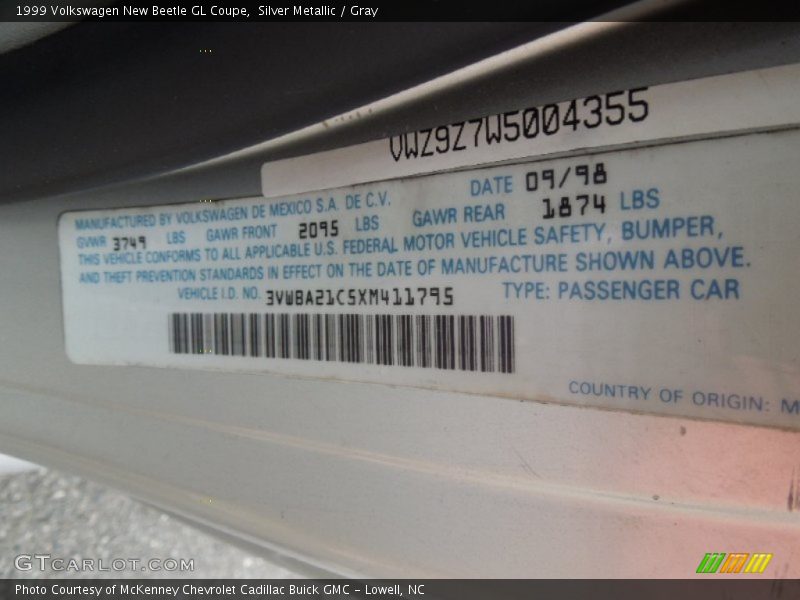 1999 Volkswagen New Beetle GL Coupe, Silver Metallic / Gray
VWZ9Z7W5004355
MANUFACTURED BY VOLKSWAGEN DE MEXICO S.A. DE C.V. DATE 09/98
GVWR 3749 LBS GAWR FRONT 2095 LBS GAWR REAR 1874 LBS
THIS VEHICLE CONFORMS TO ALL APPLICABLE U.S. FEDERAL MOTOR VEHICLE SAFETY, BUMPER,
AND THEFT PREVENTION STANDARDS IN EFFECT ON THE DATE OF MANUFACTURE SHOWN ABOVE.
VEHICLE I.D. NO. 3VWBA21C5XM411795 TYPE: PASSENGER CAR
COUNTRY OF ORIGIN: M
GTCARLOT.COM
Photo Courtesy of McKenney Chevrolet Cadillac Buick GMC - Lowell, NC